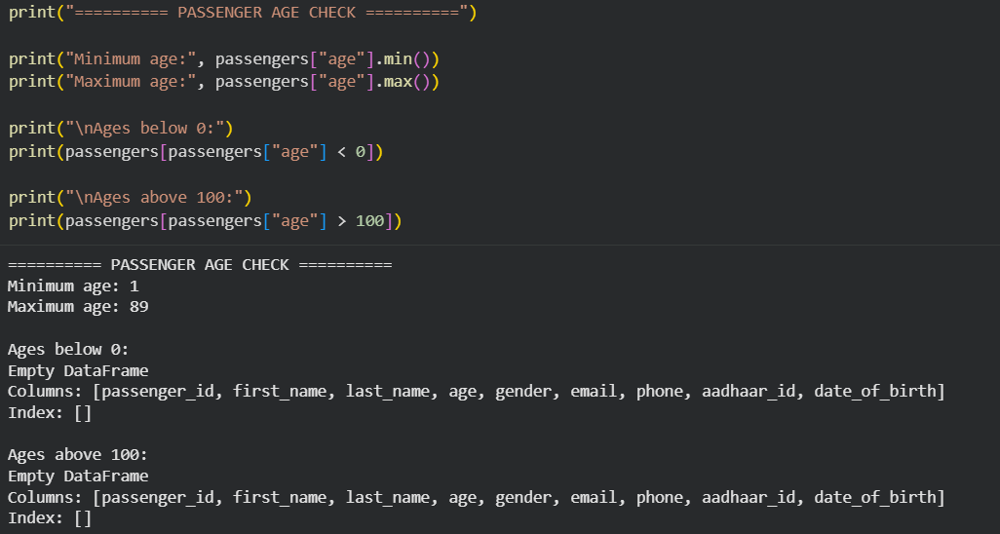 print("========== PASSENGER AGE CHECK ==========")
print("Minimum age:", passengers["age"].min())
print("Maximum age:", passengers["age"].max())
print("\nAges below 0:")
print(passengers[passengers["age"] < 0])
print("\nAges above 100:")
print(passengers[passengers["age"] > 100])
========== PASSENGER AGE CHECK ==========
Minimum age: 1
Maximum age: 89
Ages below 0:
Empty DataFrame
Columns: [passenger_id, first_name, last_name, age, gender, email, phone, aadhaar_id, date_of_birth]
Index: []
Ages above 100:
Empty DataFrame
Columns: [passenger_id, first_name, last_name, age, gender, email, phone, aadhaar_id, date_of_birth]
Index: []